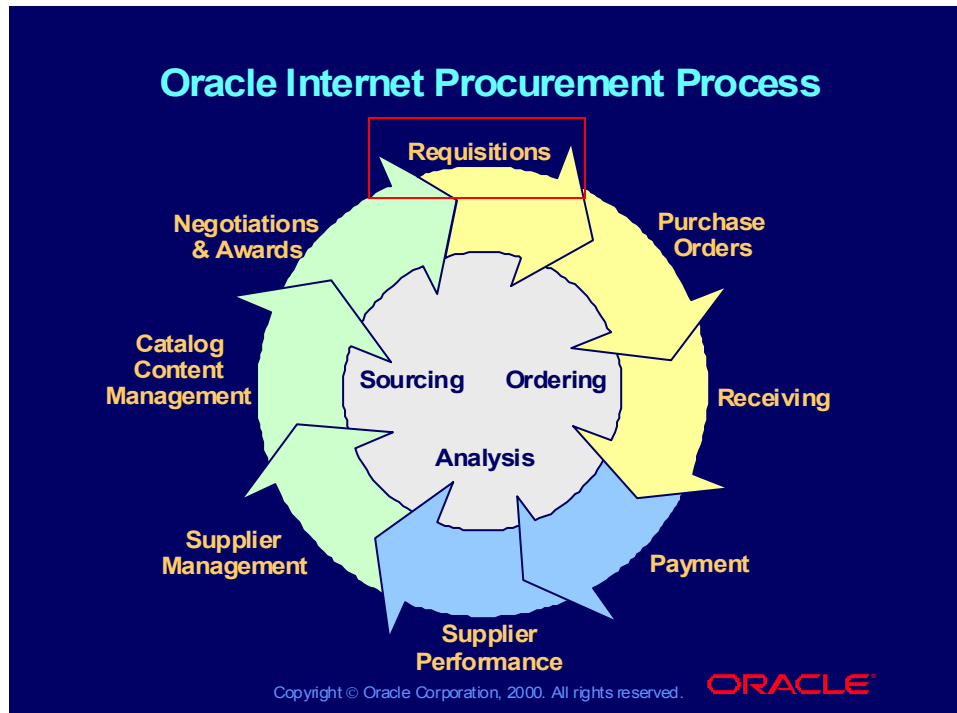 Oracle Internet Procurement Process
Requisitions
Negotiations
& Awards
Purchase
Orders
Catalog
Content
Management
Sourcing
Ordering
Receiving
Analysis
Supplier
Management
Payment
Supplier
Performance
Copyright © Oracle Corporation, 2000. All rights reserved.
ORACLE®